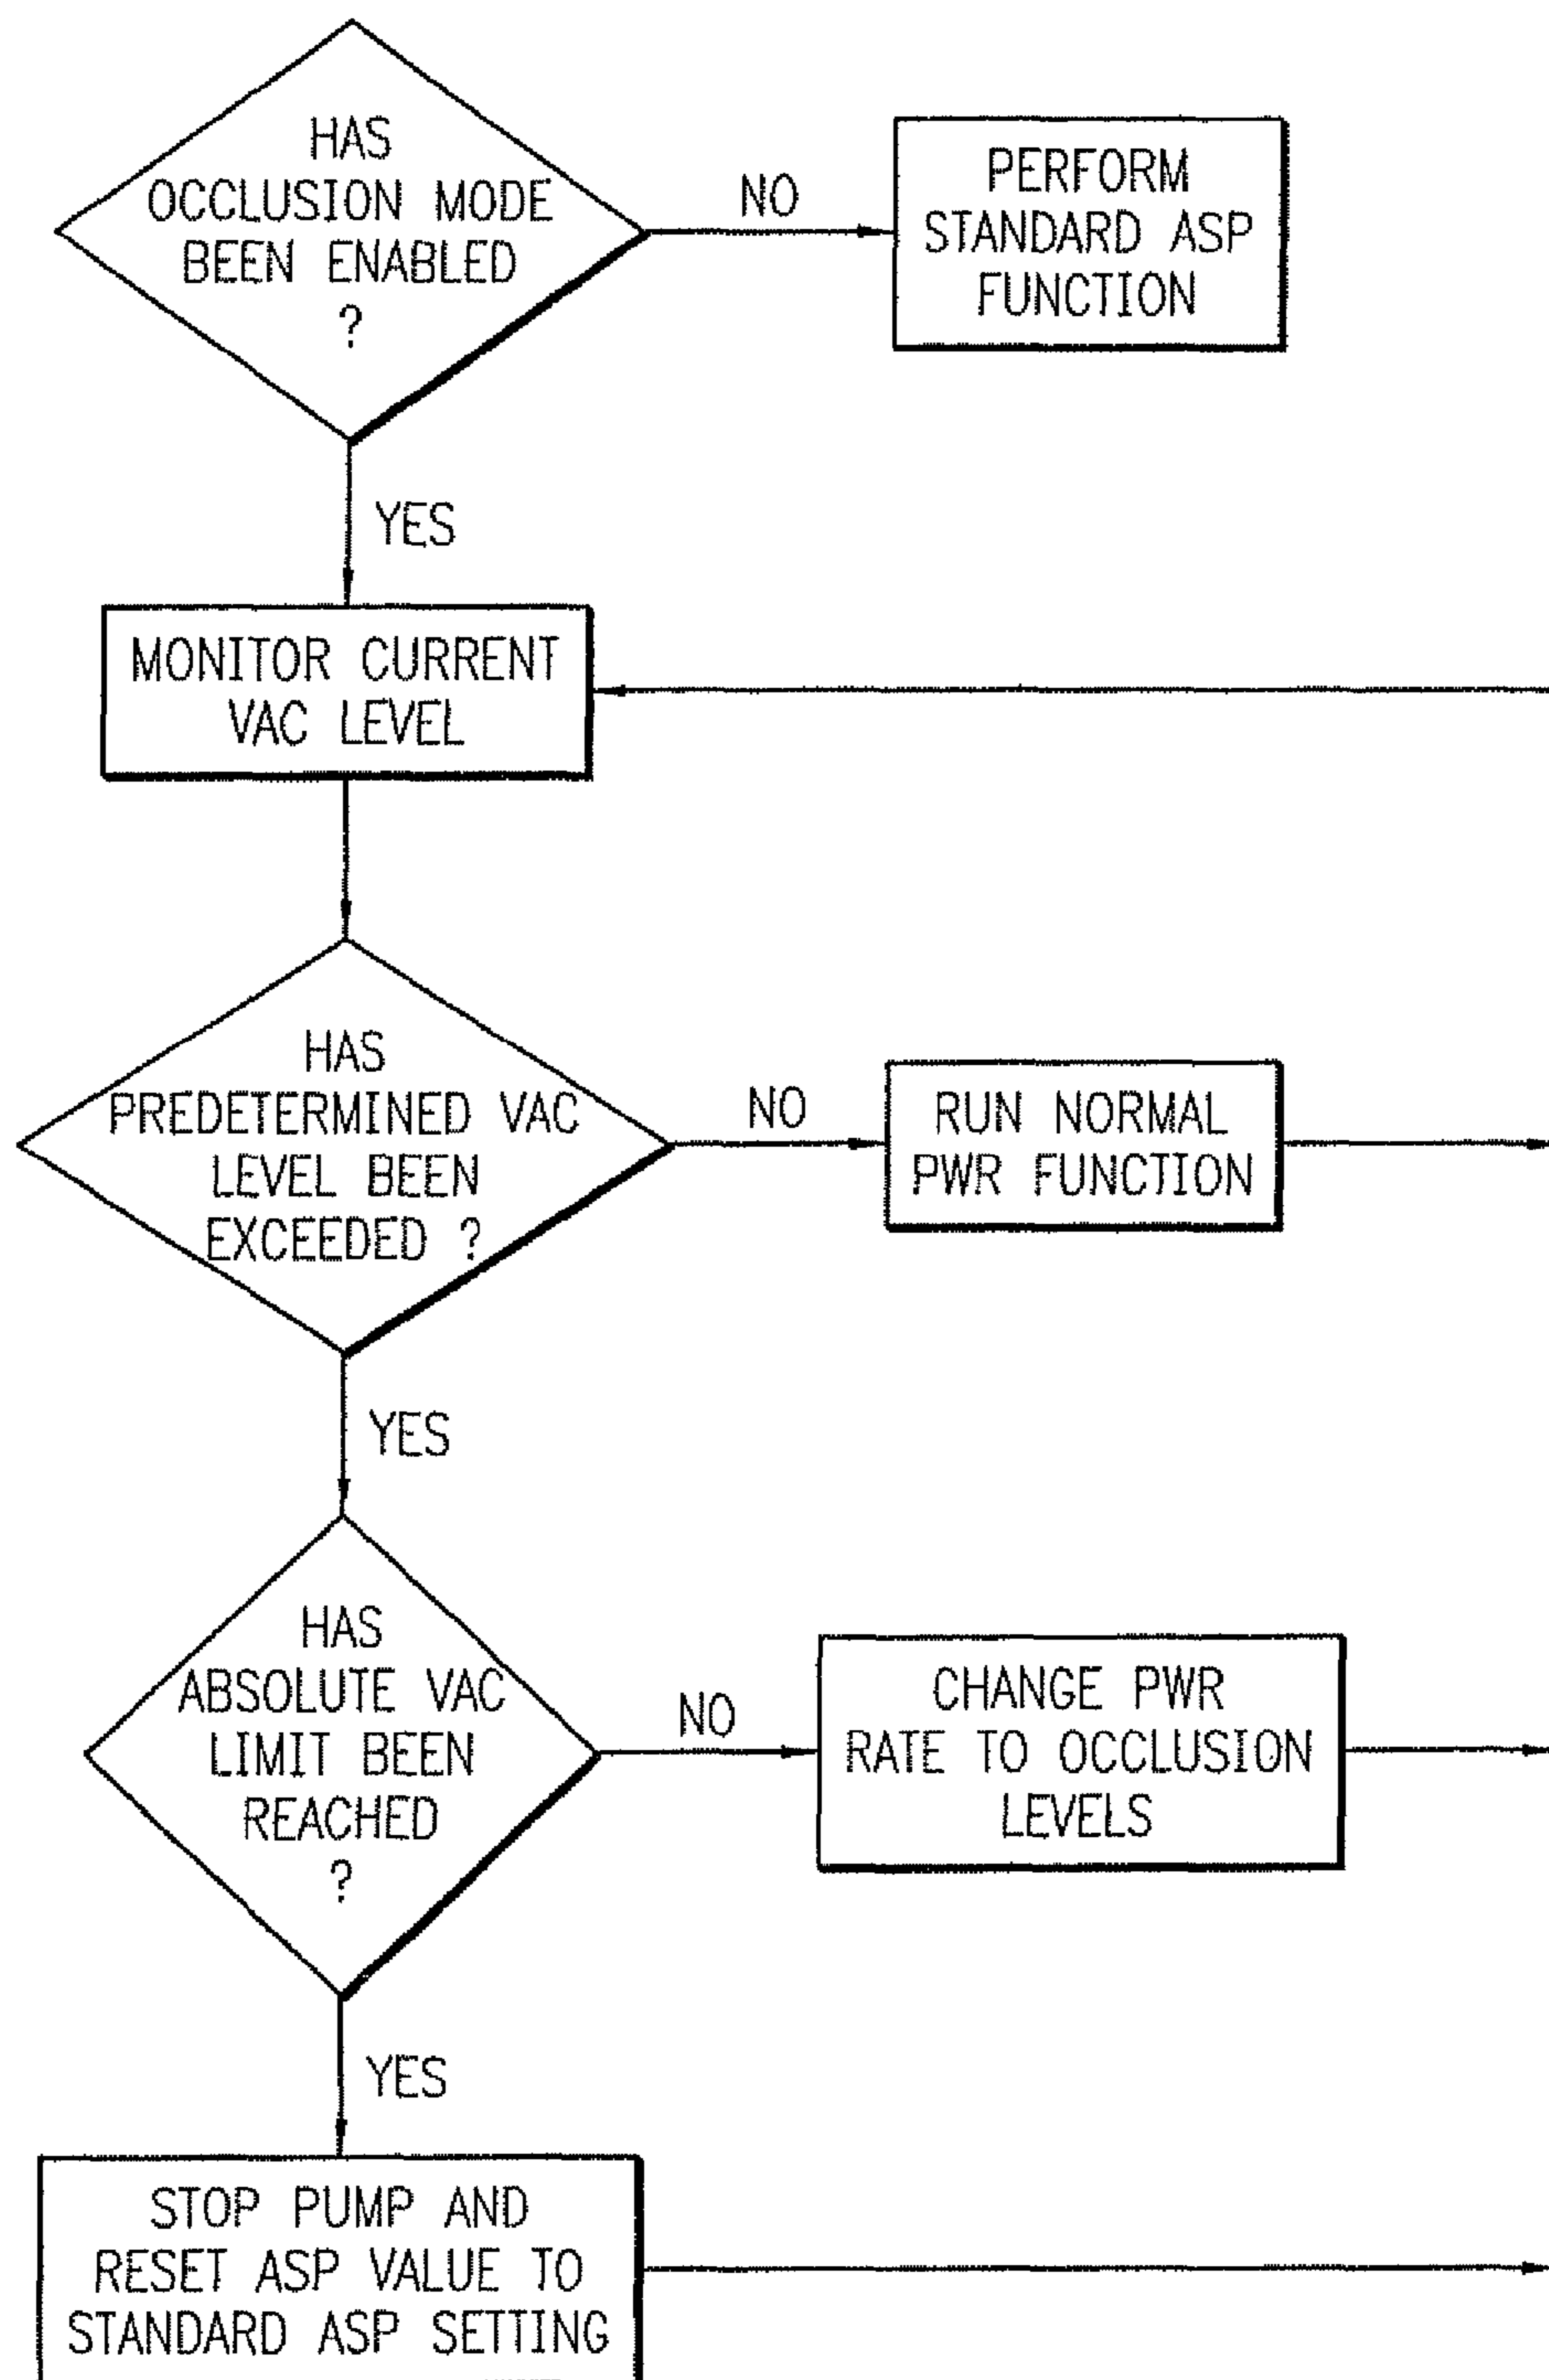 HAS
OCCLUSION MODE
BEEN ENABLED
?
NO
PERFORM
STANDARD ASP
FUNCTION
YES
MONITOR CURRENT
VAC LEVEL
HAS
PREDETERMINED VAC
LEVEL BEEN
EXCEEDED ?
NO
RUN NORMAL
PWR FUNCTION
YES
HAS
ABSOLUTE VAC
LIMIT BEEN
REACHED
?
NO
CHANGE PWR
RATE TO OCCLUSION
LEVELS
YES
STOP PUMP AND
RESET ASP VALUE TO
STANDARD ASP SETTING